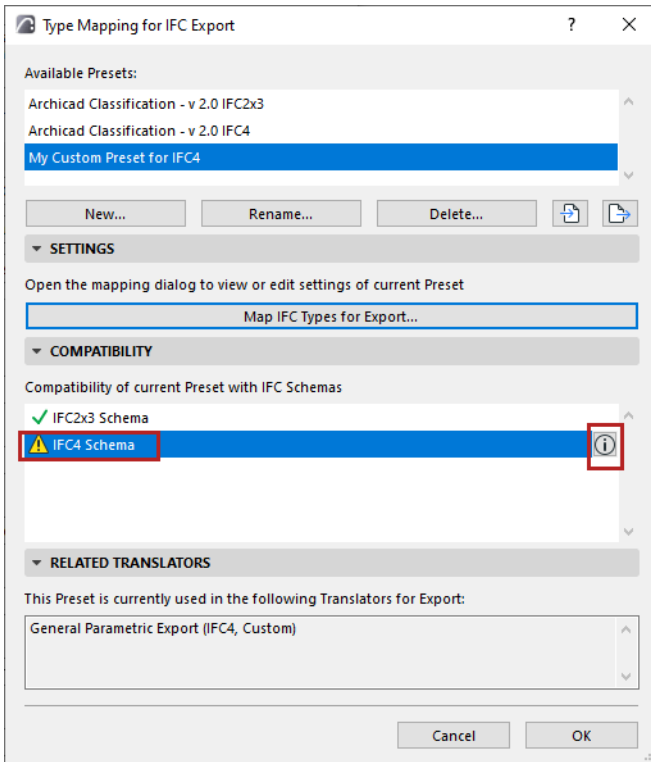 Type Mapping for IFC Export
Available Presets:
Archicad Classification - v 2.0 IFC2x3
Archicad Classification - v 2.0 IFC4
My Custom Preset for IFC4
New... Rename... Delete...
SETTINGS
Open the mapping dialog to view or edit settings of current Preset
Map IFC Types for Export...
COMPATIBILITY
Compatibility of current Preset with IFC Schemas
IFC2x3 Schema
IFC4 Schema
RELATED TRANSLATORS
This Preset is currently used in the following Translators for Export:
General Parametric Export (IFC4, Custom)
Cancel OK